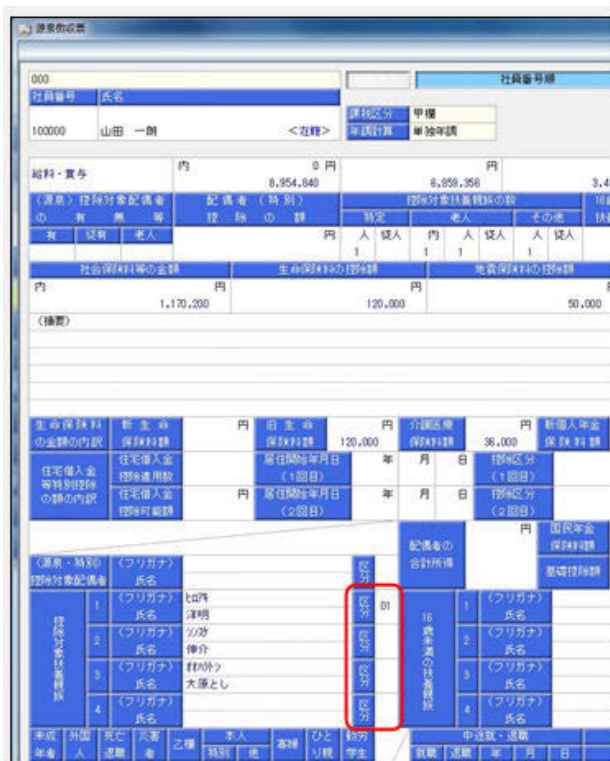 源泉徴収票
000
社員番号順
社員番号 氏名
課税区分 甲欄
100000 山田 一朗 <在籍>
年調計算 単独年調
給料・賞与 内 0 円 円
8,954,840 6,959,356
(源泉)控除対象配偶者 配偶者(特別) 控除対象扶養親族の数
の有無等 控除の額 特定 老人 その他
有 従有 老人 円 人 従人 内 人 従人 人 従人
1 1 1 1
社会保険料等の金額 生命保険料の控除額 地震保険料の控除額
内 円 円
1,170,200 120,000 50,000
(摘要)
生命保険料 新生命 円 旧生命 円 介護医療 円 新個人年金
の金額の内訳 保険料額 保険料額 120,000 保険料額 36,000 保険料額
住宅借入金 住宅借入金 居住開始年月日 年 月 日 控除区分
等特別控除 控除適用数 (1回目) (1回目)
の額の内訳 住宅借入金 円 居住開始年月日 年 月 日 控除区分
控除可能額 (2回目) (2回目)
配偶者の 円 国民年金
合計所得 保険料額
基礎控除額
(源泉・特別) (フリガナ) 区分
控除対象配偶者 氏名
控除対象扶養親族 16歳未満の扶養親族
1 (フリガナ) ヒロアキ 区分 01 1 (フリガナ)
氏名 洋明 氏名
2 (フリガナ) シンスケ 区分 2 (フリガナ)
氏名 伸介 氏名
3 (フリガナ) 区分 3 (フリガナ)
氏名 大原とし 氏名
4 (フリガナ) 区分 4 (フリガナ)
氏名 氏名
未成 外国 死亡 災害 乙欄 本人 寡婦 ひと 勤労 中途就・退職
年者 人 退職 者 特別 他 り親 学生 就職 退職 年 月 日